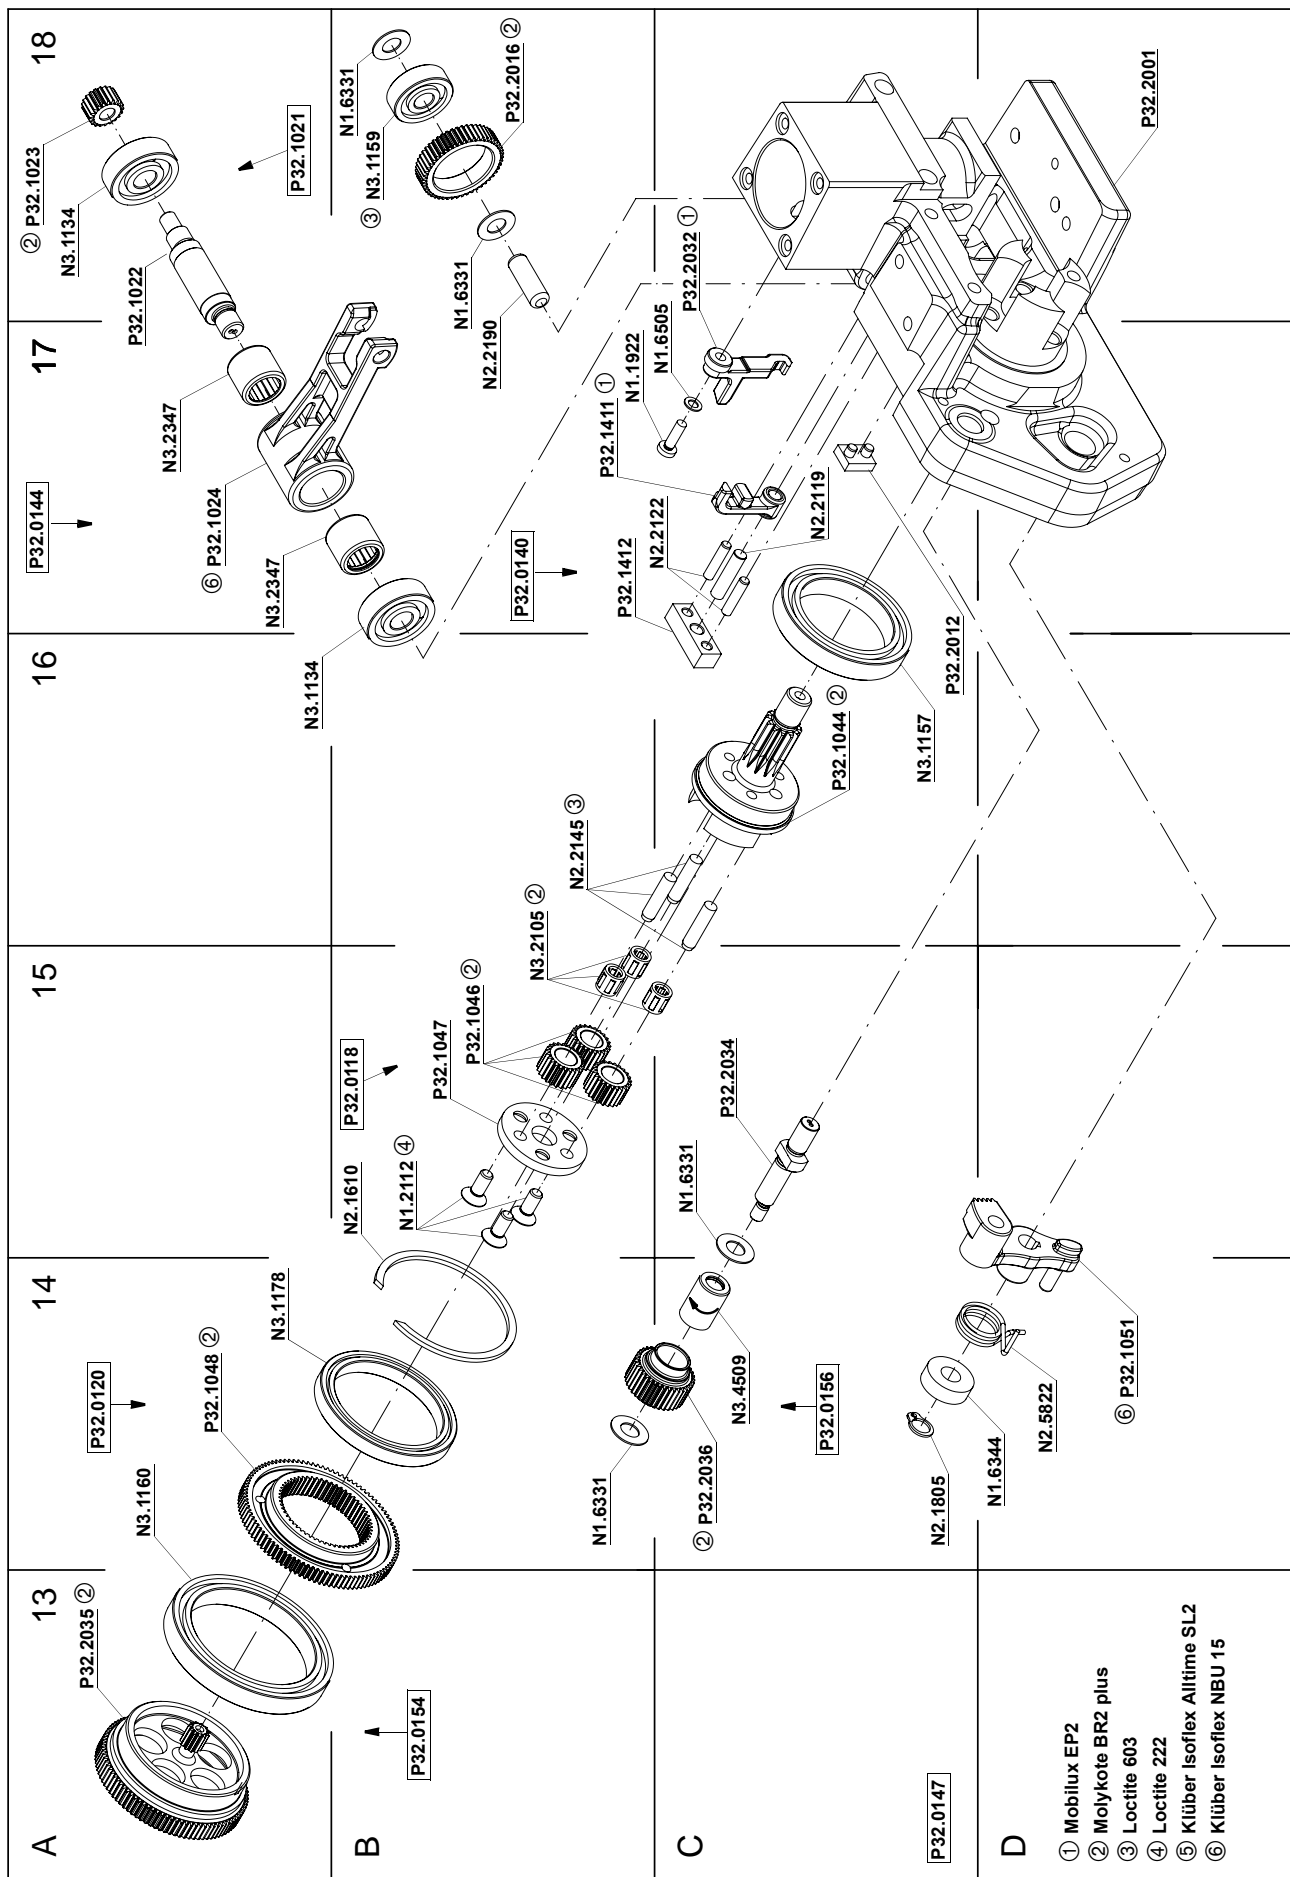 A
13
14
15
16
17
18
P32.2035 ②
N3.1160
P32.0120
P32.1048 ②
N3.1178
N2.1610
P32.0118
P32.1047
P32.1046 ②
N1.2112 ④
N3.2105 ②
N2.2145 ③
N3.1134
N3.2347
⑥ P32.1024
P32.0144
N3.2347
P32.1022
N3.1134
② P32.1023
P32.1021
B
P32.0154
N1.6331
③ N3.1159
P32.2016 ②
N1.6331
N2.2190
P32.0140
P32.1412
N2.2122
P32.1411 ①
N1.1922
N1.6505
P32.2032 ①
N2.2119
C
P32.0147
N1.6331
② P32.2036
N3.4509
P32.0156
N1.6331
P32.2034
P32.1044 ②
N3.1157
P32.2012
P32.2001
D
N2.1805
N1.6344
N2.5822
⑥ P32.1051
① Mobilux EP2
② Molykote BR2 plus
③ Loctite 603
④ Loctite 222
⑤ Klüber Isoflex Alltime SL2
⑥ Klüber Isoflex NBU 15